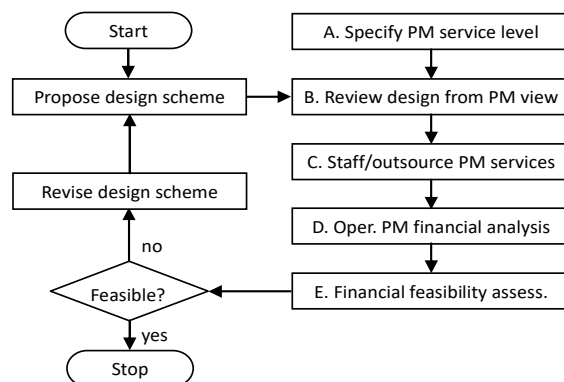 Start
A. Specify PM service level
Propose design scheme
B. Review design from PM view
C. Staff/outsource PM services
Revise design scheme
D. Oper. PM financial analysis
no
Feasible?
E. Financial feasibility assess.
yes
Stop